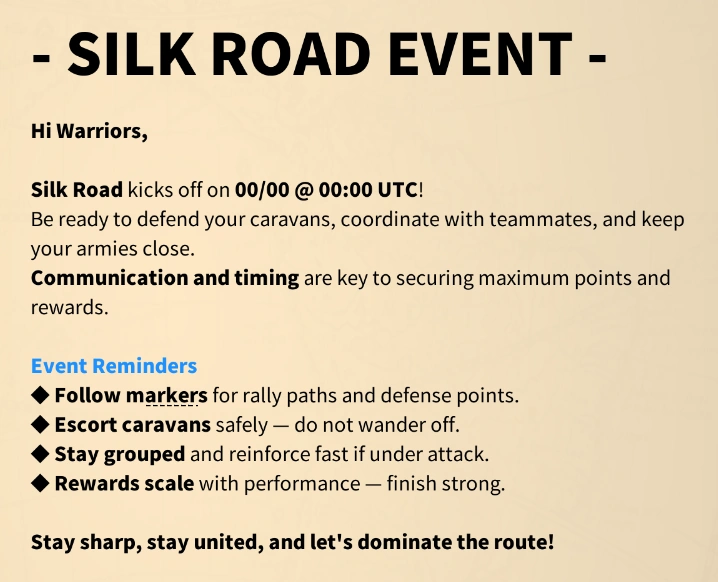 - SILK ROAD EVENT -
Hi Warriors,
Silk Road kicks off on 00/00 @ 00:00 UTC!
Be ready to defend your caravans, coordinate with teammates, and keep
your armies close.
Communication and timing are key to securing maximum points and
rewards.
Event Reminders
◆ Follow markers for rally paths and defense points.
◆ Escort caravans safely — do not wander off.
◆ Stay grouped and reinforce fast if under attack.
◆ Rewards scale with performance — finish strong.
Stay sharp, stay united, and let's dominate the route!